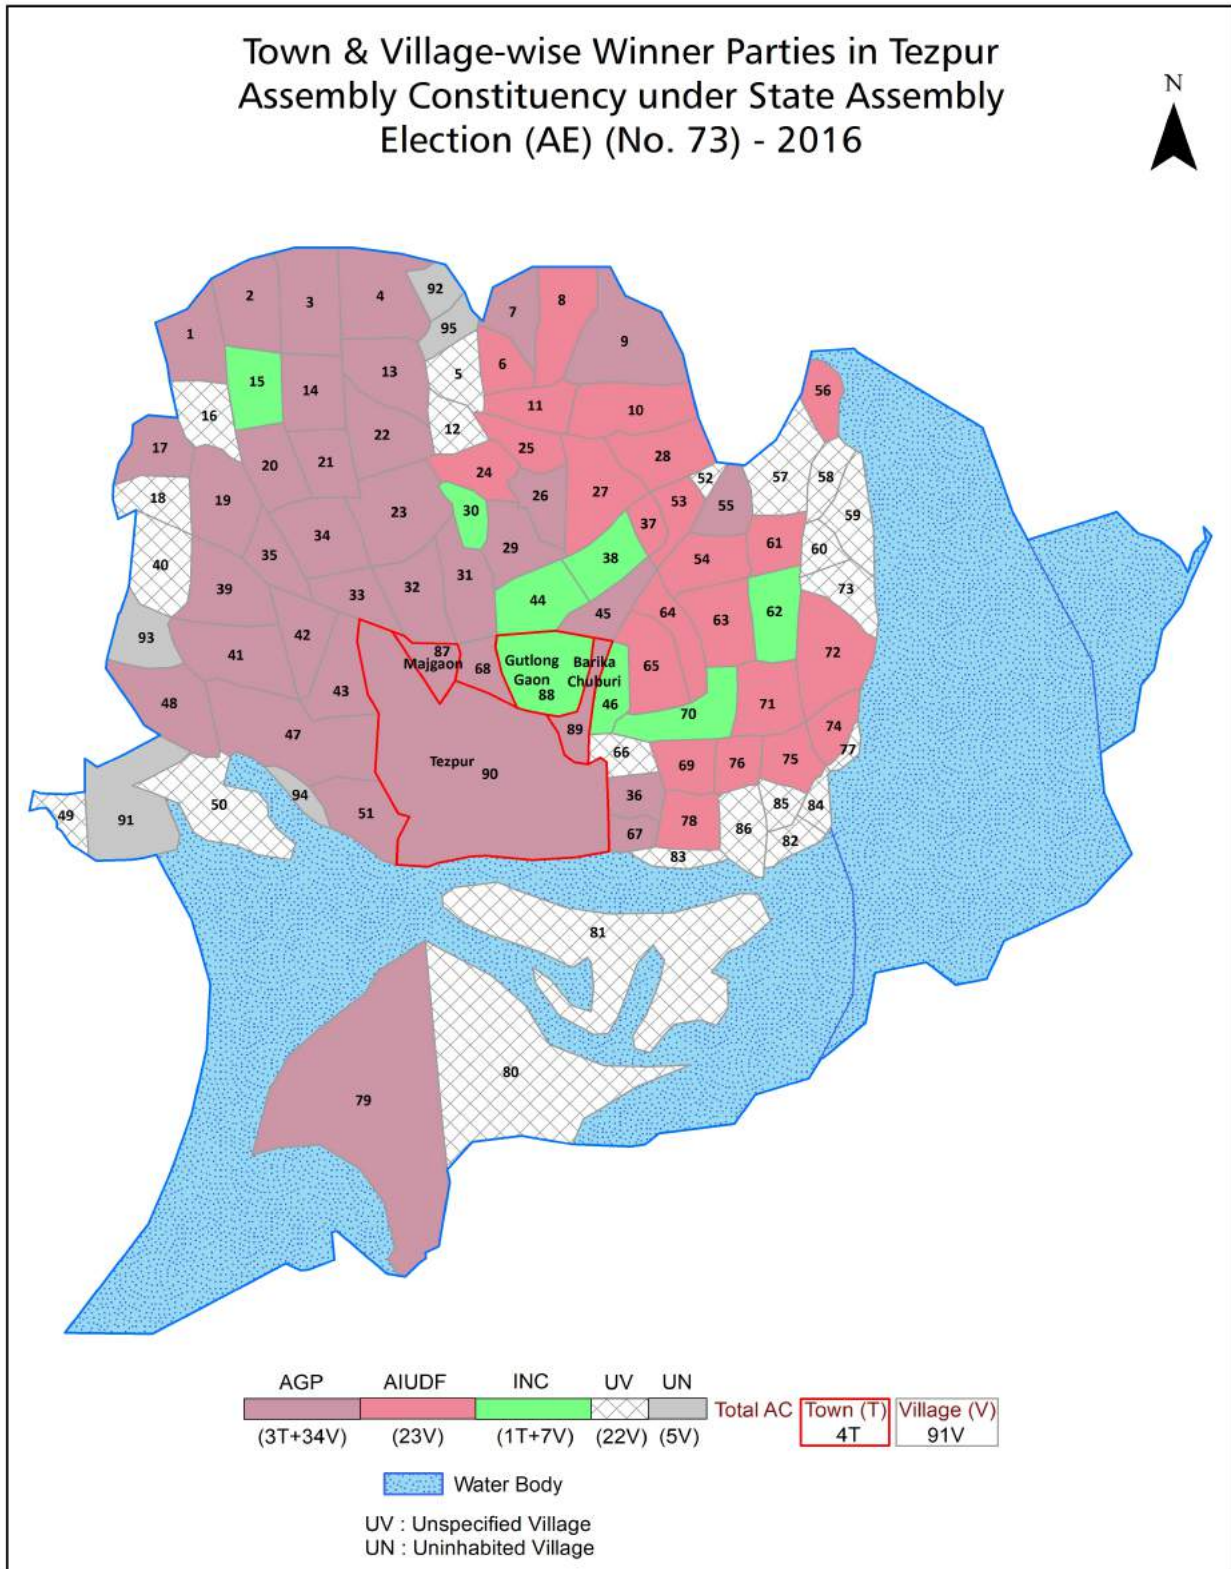 Town & Village-wise Winner Parties in Tezpur
Assembly Constituency under State Assembly
Election (AE) (No. 73) - 2016
N
2 3 4 92
1 95 7 8
9
15 14 13 5 6 56
16 11 10
17 20 21 22 12 25 28
18 19 24 52 57 58
23 30 26 27 53 55 59
34 37
40 35 29 38 54 61 60
39 33 32 31 73
44 45 64 63 62
93 42
41 87 72
Majgaon 68 Gutlong Barika 65
43 Gaon Chuburi
48 88 46 70 71
47 89 74
66 77
Tezpur 90 69 76 75
50 94 36 85 84
49 91 51 67 78 86 82
83
81
80
79
AGP AIUDF INC UV UN
Total AC Town (T) Village (V)
(3T+34V) (23V) (1T+7V) (22V) (5V) 4T 91V
Water Body
UV : Unspecified Village
UN : Uninhabited Village